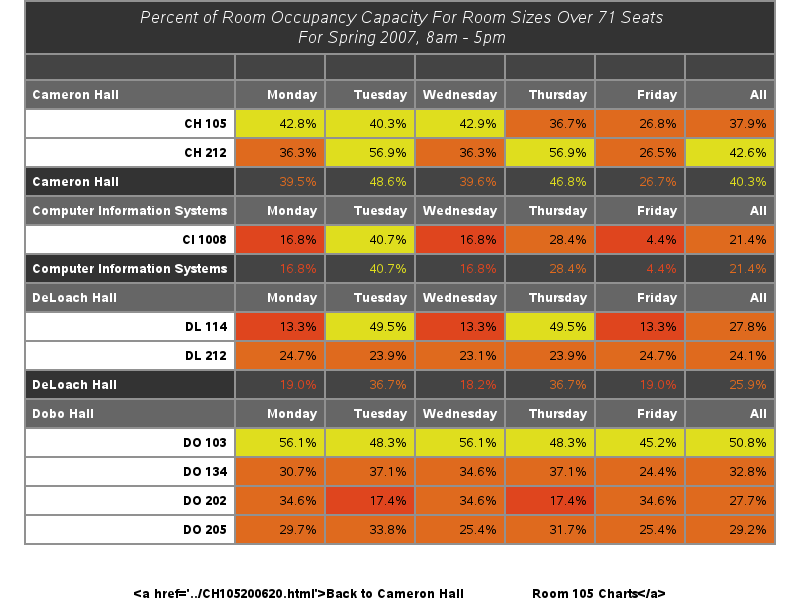 Percent of Room Occupancy Capacity For Room Sizes Over 71 Seats
For Spring 2007, 8am - 5pm
Cameron Hall Monday Tuesday Wednesday Thursday Friday All
CH 105 42.8% 40.3% 42.9% 36.7% 26.8% 37.9%
CH 212 36.3% 56.9% 36.3% 56.9% 26.5% 42.6%
Cameron Hall 39.5% 48.6% 39.6% 46.8% 26.7% 40.3%
Computer Information Systems Monday Tuesday Wednesday Thursday Friday All
CI 1008 16.8% 40.7% 16.8% 28.4% 4.4% 21.4%
Computer Information Systems 16.8% 40.7% 16.8% 28.4% 4.4% 21.4%
DeLoach Hall Monday Tuesday Wednesday Thursday Friday All
DL 114 13.3% 49.5% 13.3% 49.5% 13.3% 27.8%
DL 212 24.7% 23.9% 23.1% 23.9% 24.7% 24.1%
DeLoach Hall 19.0% 36.7% 18.2% 36.7% 19.0% 25.9%
Dobo Hall Monday Tuesday Wednesday Thursday Friday All
DO 103 56.1% 48.3% 56.1% 48.3% 45.2% 50.8%
DO 134 30.7% 37.1% 34.6% 37.1% 24.4% 32.8%
DO 202 34.6% 17.4% 34.6% 17.4% 34.6% 27.7%
DO 205 29.7% 33.8% 25.4% 31.7% 25.4% 29.2%
<a href='../CH105200620.html'>Back to Cameron Hall Room 105 Charts</a>